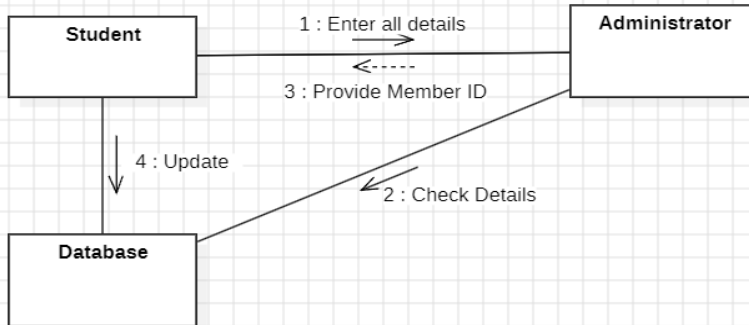 Student
1 : Enter all details
Administrator
3 : Provide Member ID
4 : Update
2 : Check Details
Database